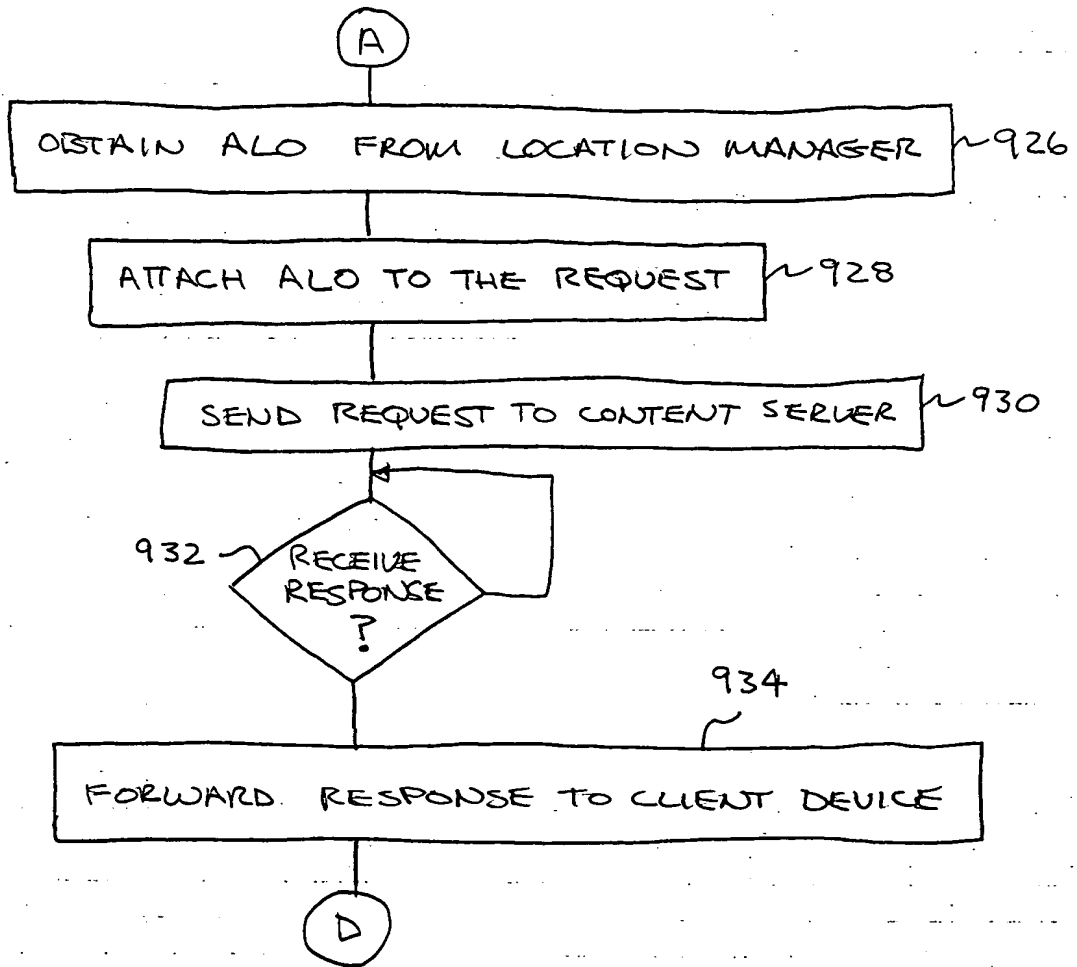 A
OBTAIN ALO FROM LOCATION MANAGER
926
ATTACH ALO TO THE REQUEST
928
SEND REQUEST TO CONTENT SERVER
930
932
RECEIVE
RESPONSE
?
934
FORWARD RESPONSE TO CLIENT DEVICE
D